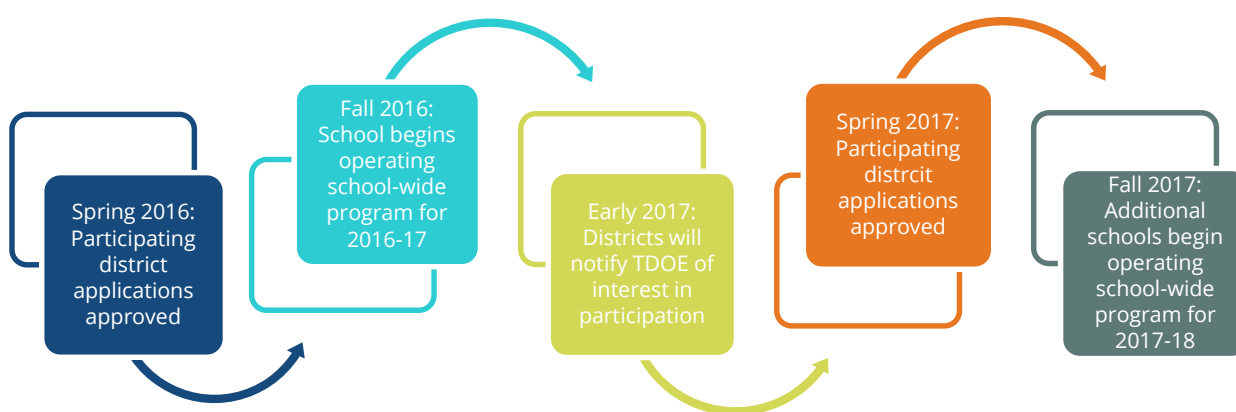 Spring 2016:
Participating
district
applications
approved
Fall 2016:
School begins
operating
school-wide
program for
2016-17
Early 2017:
Districts will
notify TDOE of
interest in
participation
Spring 2017:
Participating
distrcit
applications
approved
Fall 2017:
Additional
schools begin
operating
school-wide
program for
2017-18